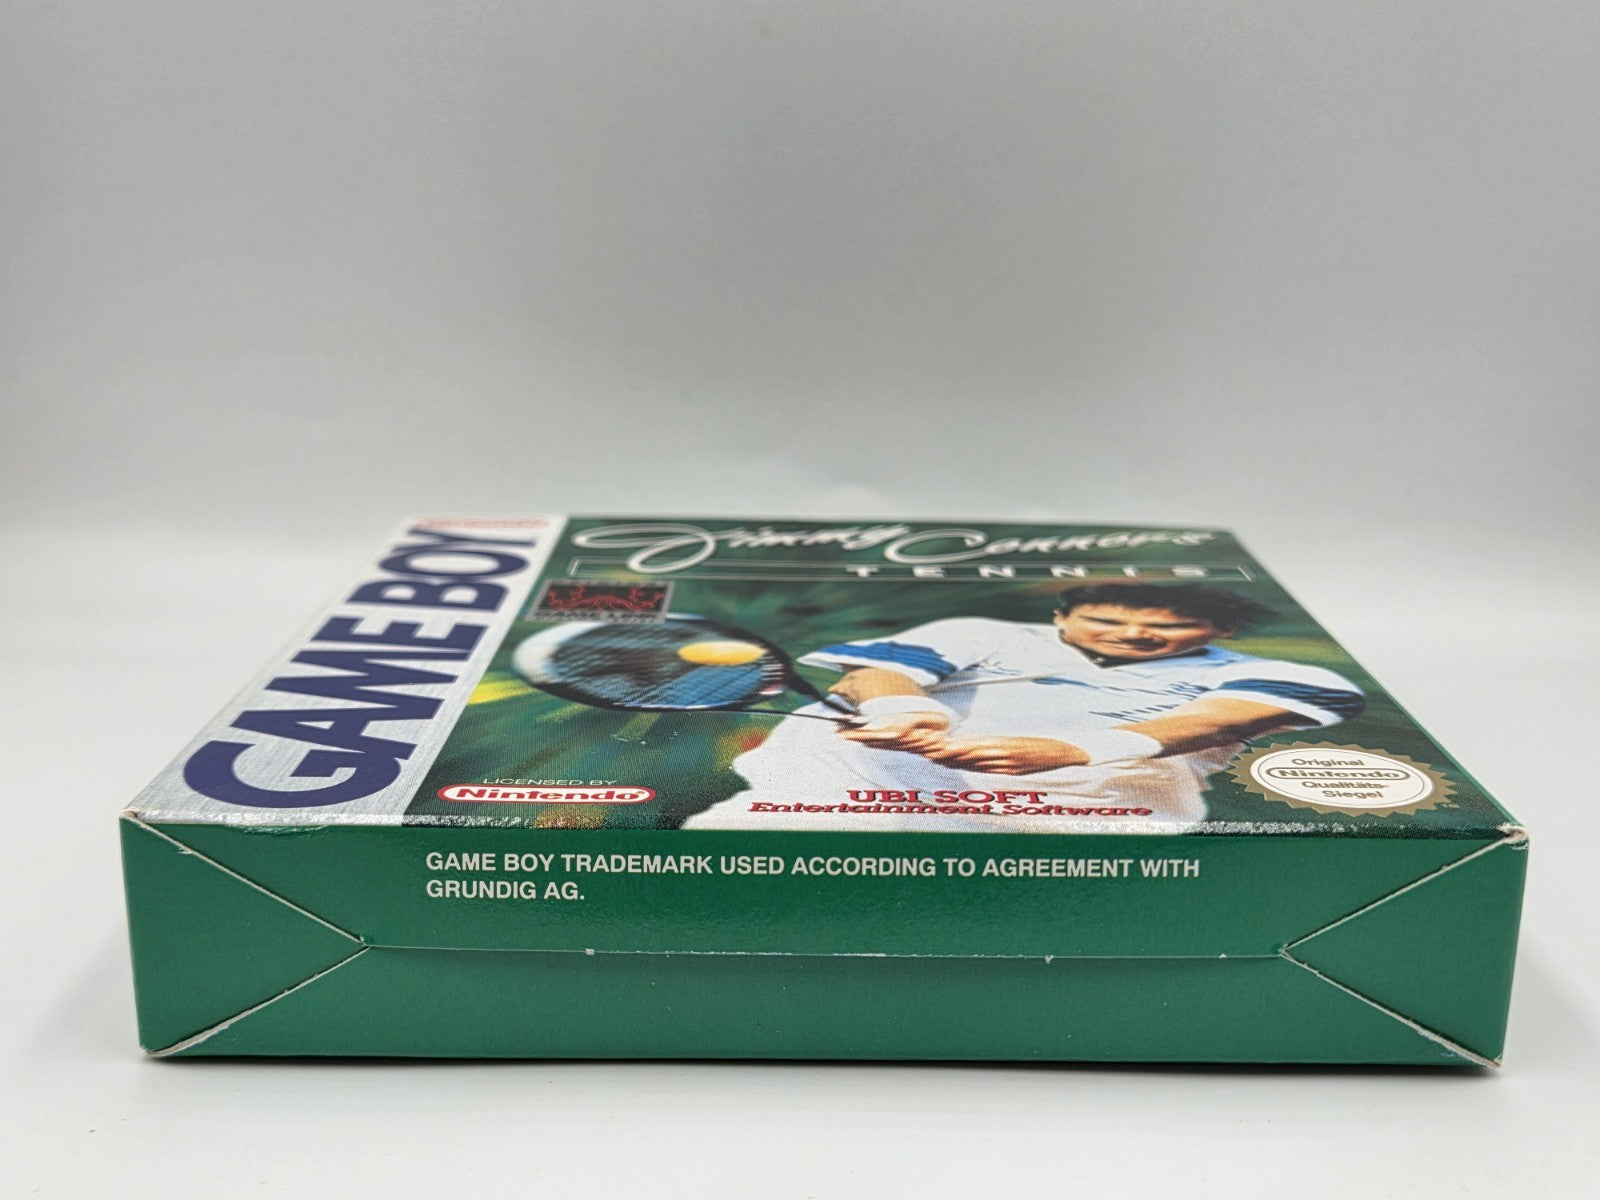 Nintendo
GAME BOY
Jimmy Connors
TENNIS
LICENSED BY
Nintendo®
UBI SOFT
Entertainment Software
Original
Nintendo
Qualitäts-
Siegel
GAME BOY TRADEMARK USED ACCORDING TO AGREEMENT WITH
GRUNDIG AG.